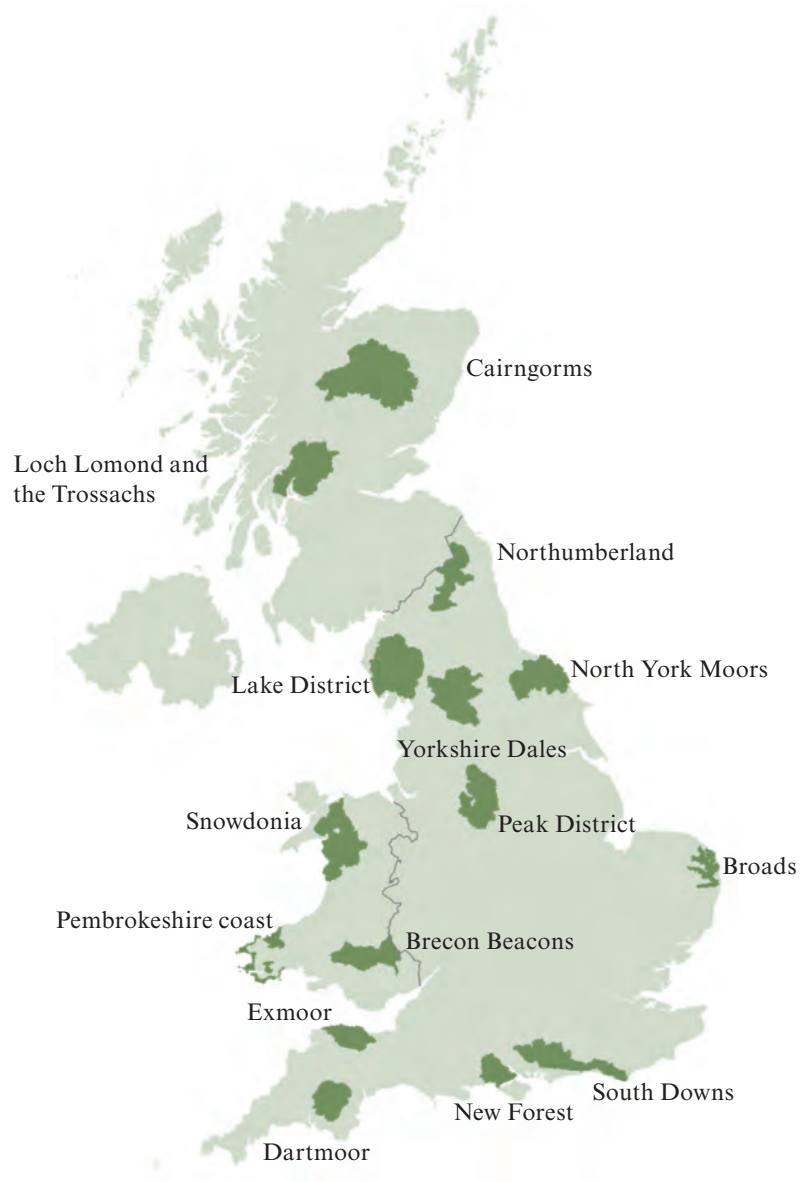 Cairngorms
Loch Lomond and
the Trossachs
Northumberland
North York Moors
Lake District
Yorkshire Dales
Snowdonia
Peak District
Broads
Pembrokeshire coast
Brecon Beacons
Exmoor
South Downs
New Forest
Dartmoor